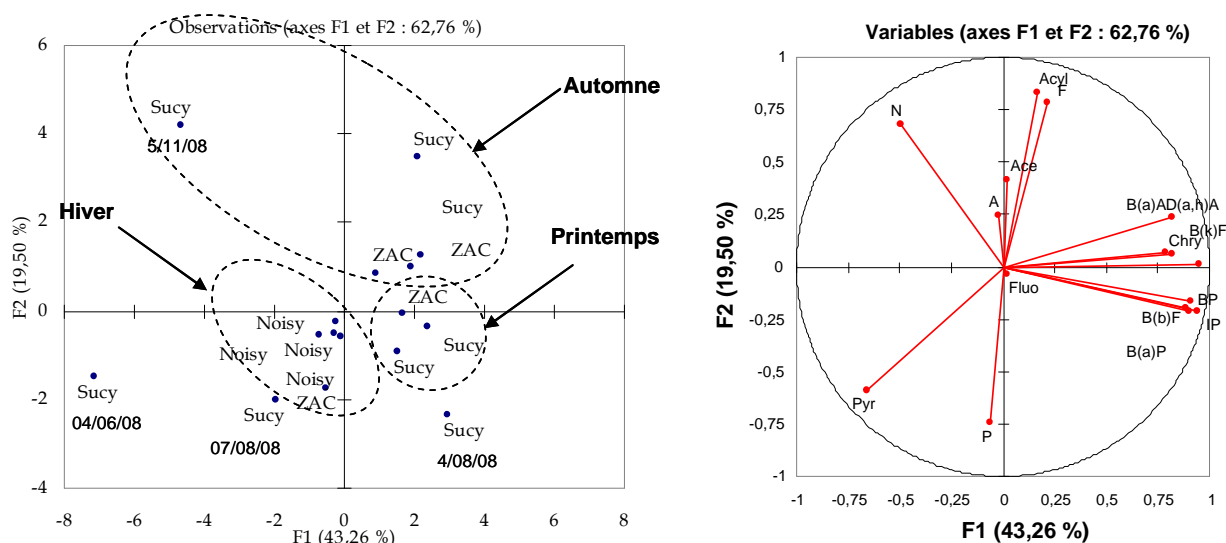 Observations (axes F1 et F2 : 62,76 %)
6
4
2
0
-2
-4
F2 (19,50 %)
Automne
Sucy
5/11/08
Sucy
Hiver
Sucy
Printemps
ZAC
ZAC
ZAC
Noisy
Noisy
Noisy
Sucy
Sucy
Noisy
ZAC
Sucy
04/06/08
Sucy
07/08/08
Sucy
4/08/08
-8 -6 -4 -2 0 2 4 6 8
F1 (43,26 %)
Variables (axes F1 et F2 : 62,76 %)
1
0,75
0,5
0,25
0
-0,25
-0,5
-0,75
-1
F2 (19,50 %)
Acyl
F
N
Ace
A
B(a)AD(a,h)A
B(k)F
Chry
Fluo
BP
B(b)F
IP
B(a)P
Pyr
P
-1 -0,75 -0,5 -0,25 0 0,25 0,5 0,75 1
F1 (43,26 %)